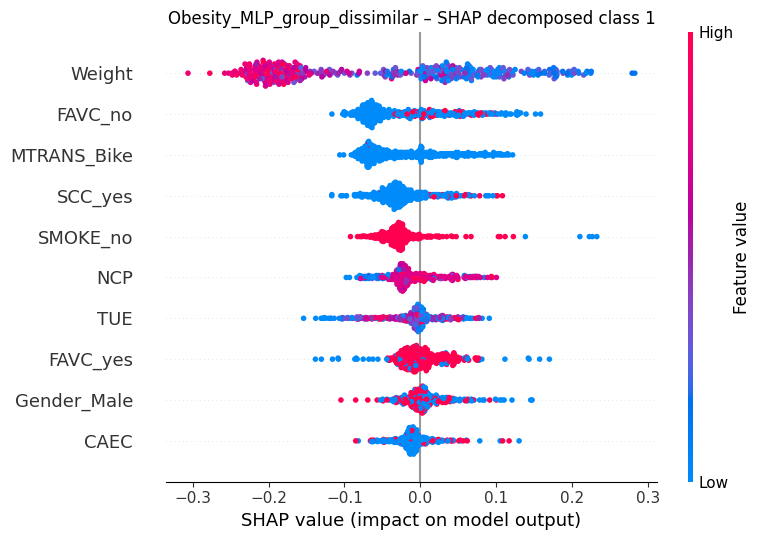 Obesity_MLP_group_dissimilar – SHAP decomposed class 1
High
Weight
FAVC_no
MTRANS_Bike
SCC_yes
SMOKE_no
NCP
TUE
FAVC_yes
Gender_Male
CAEC
Feature value
Low
−0.3 −0.2 −0.1 0.0 0.1 0.2 0.3
SHAP value (impact on model output)